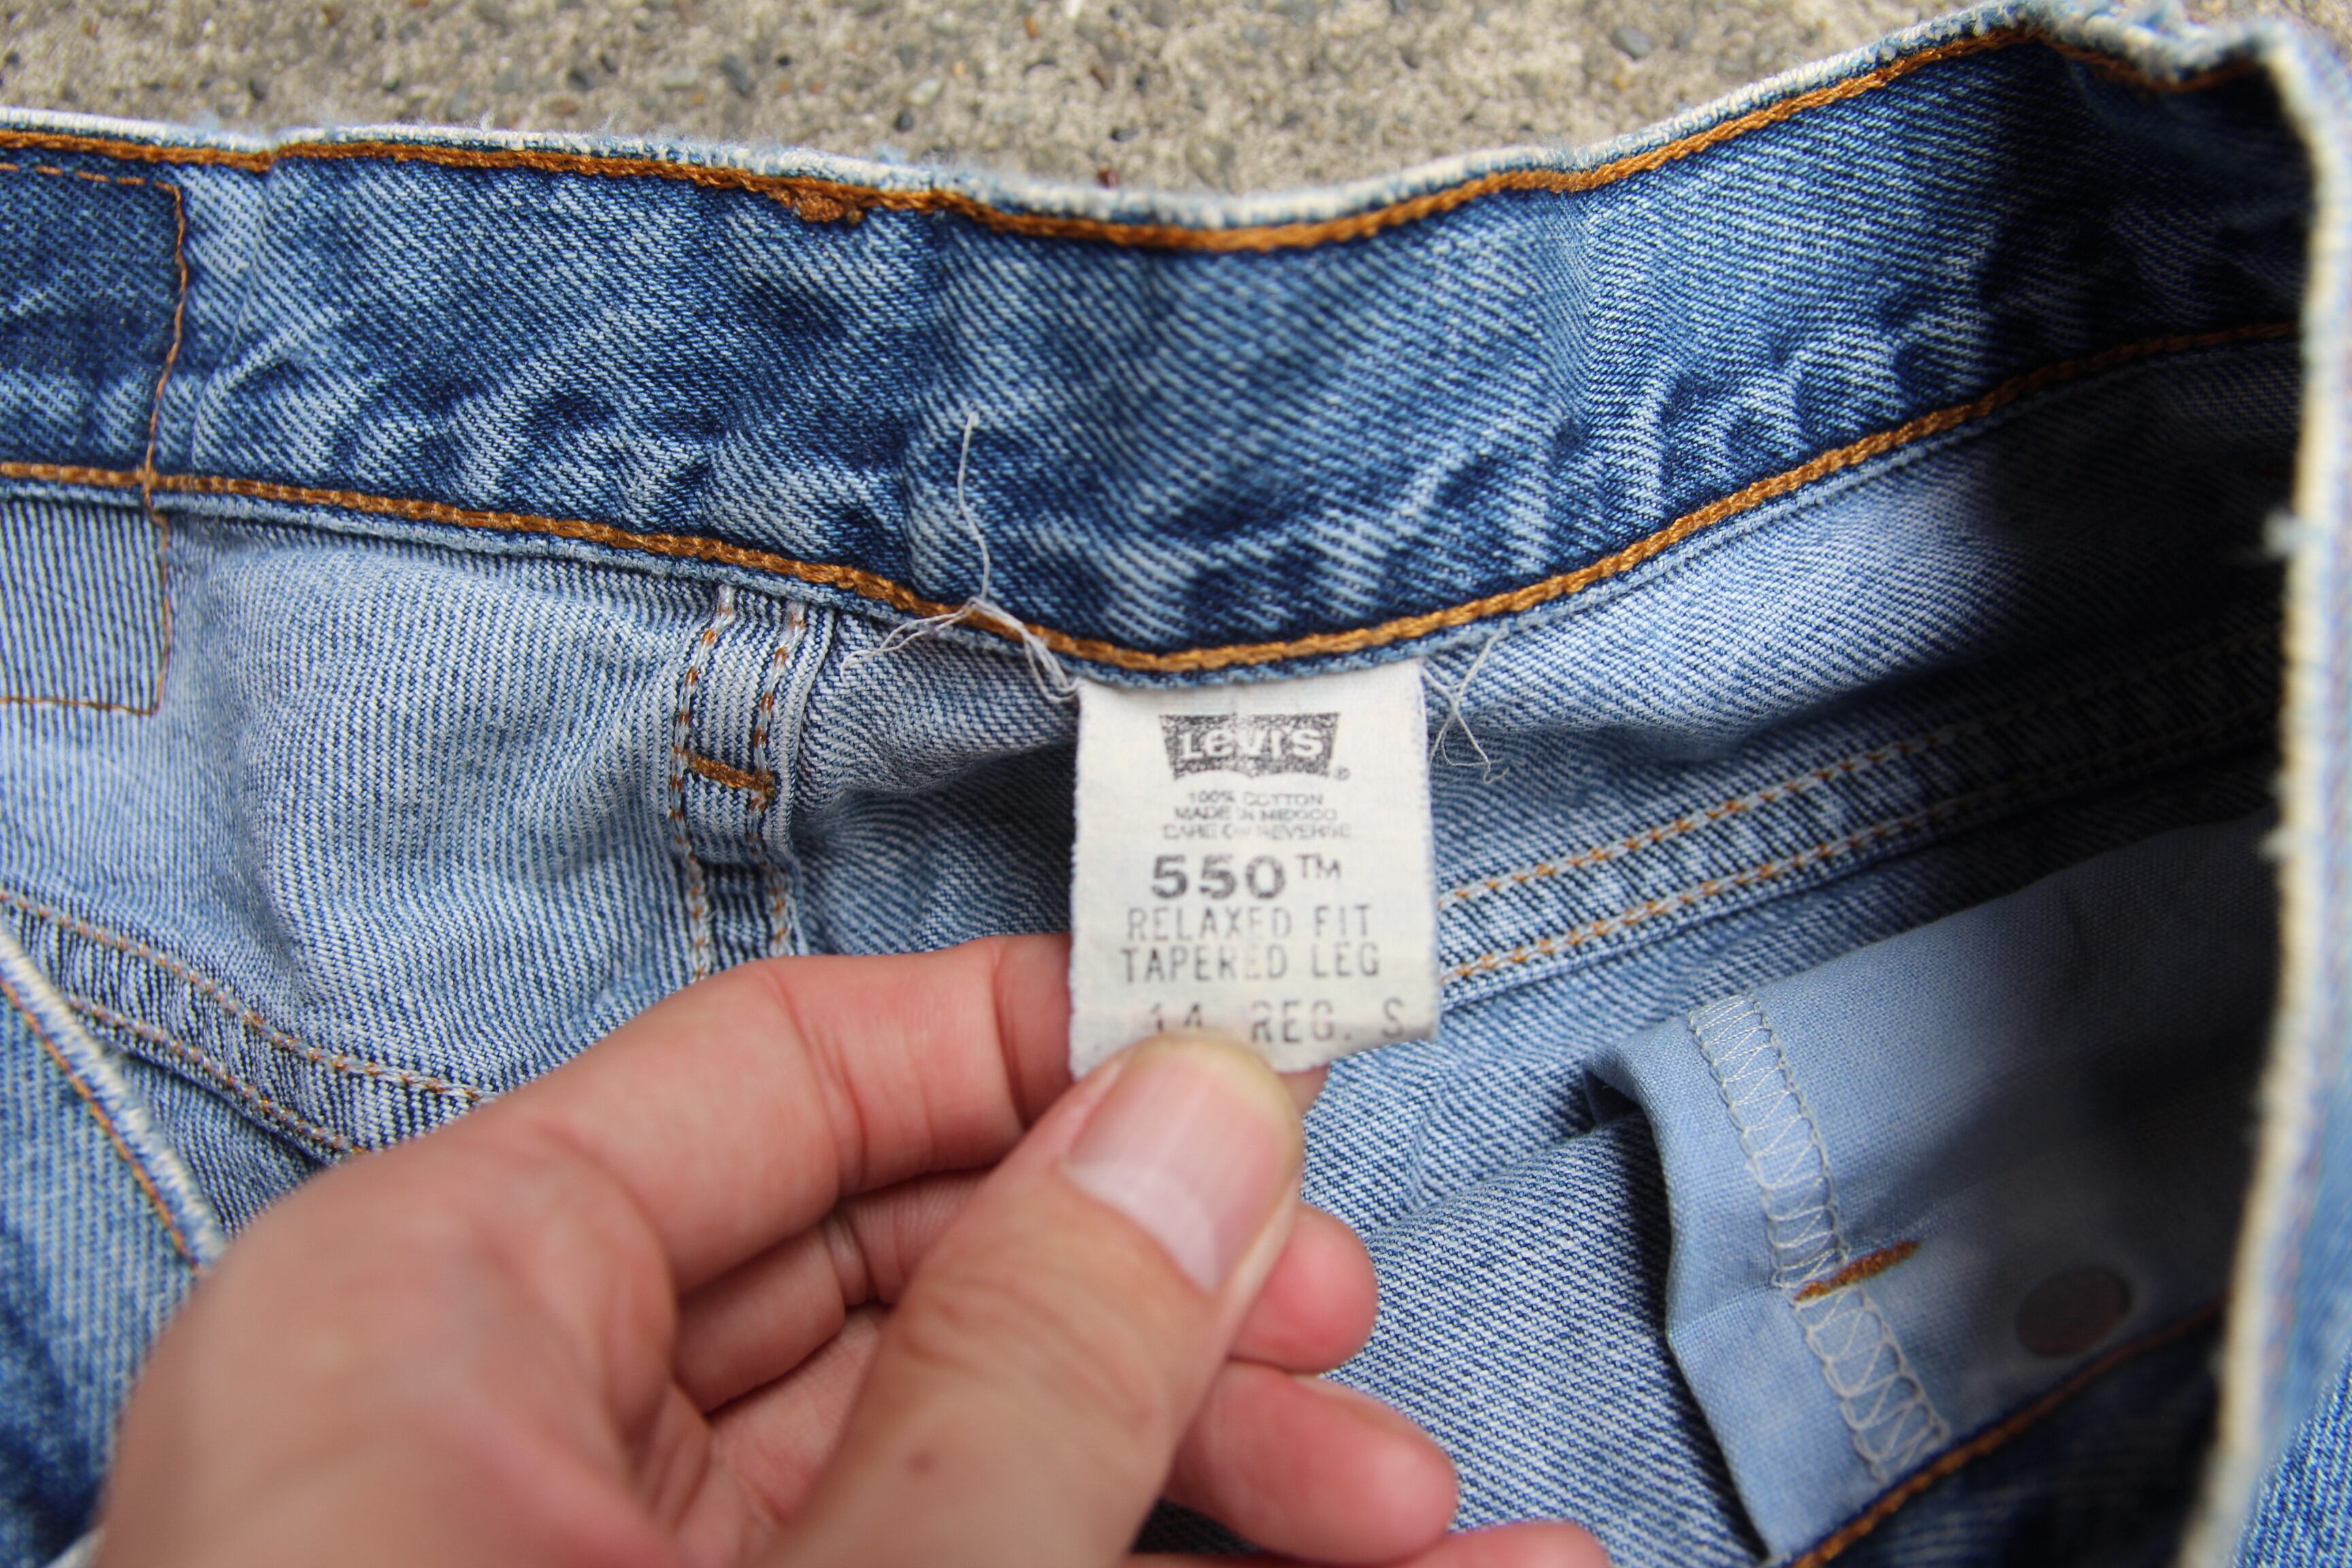 Levi's®
100% COTTON
MADE IN MEXICO
CARE ON REVERSE
550™
RELAXED FIT
TAPERED LEG
14 REG. S